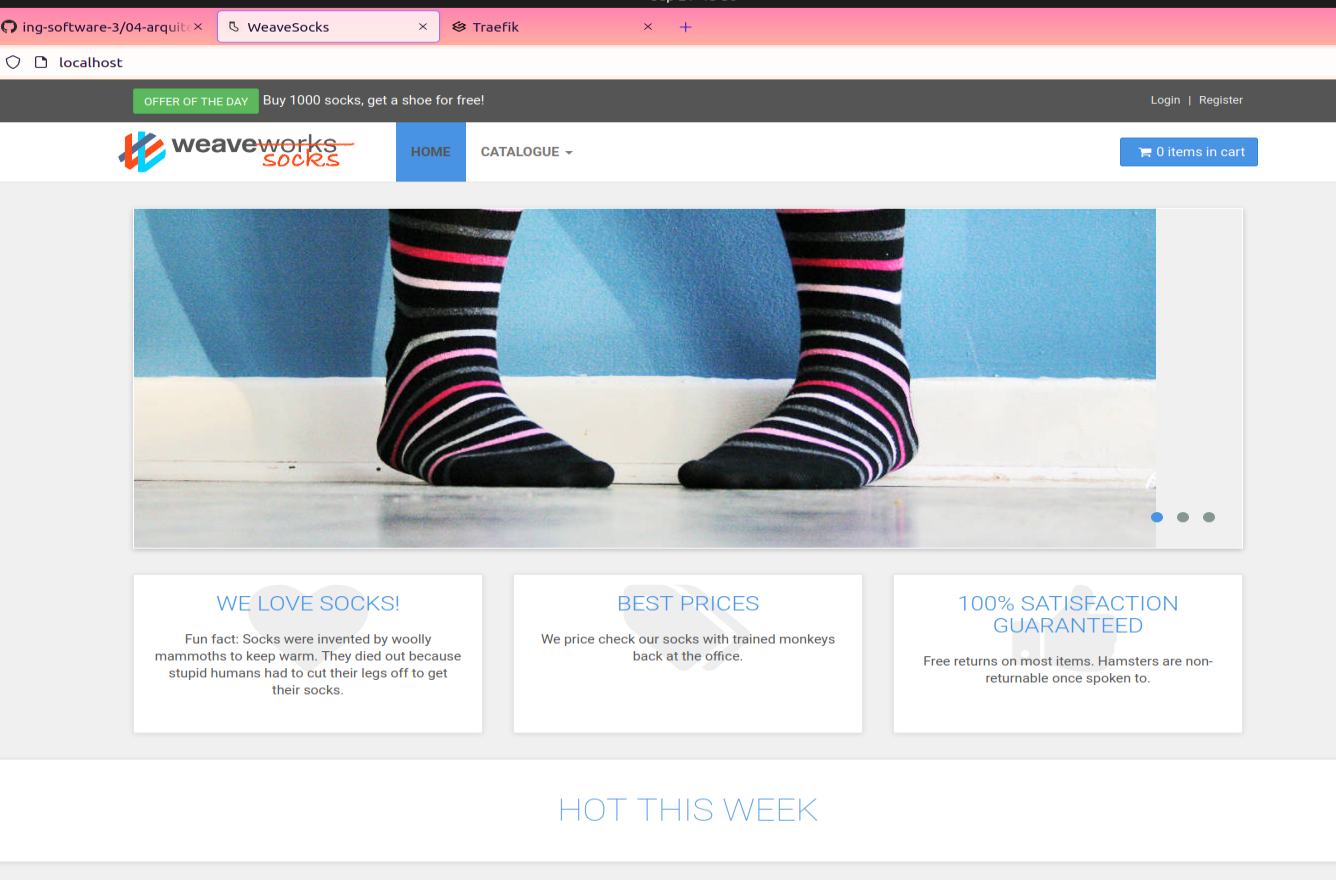 ing-software-3/04-arquite
WeaveSocks
Traefik
localhost
OFFER OF THE DAY Buy 1000 socks, get a shoe for free!
Login | Register
weaveworks
socks
HOME
CATALOGUE
0 items in cart
WE LOVE SOCKS!
Fun fact: Socks were invented by woolly
mammoths to keep warm. They died out because
stupid humans had to cut their legs off to get
their socks.
BEST PRICES
We price check our socks with trained monkeys
back at the office.
100% SATISFACTION
GUARANTEED
Free returns on most items. Hamsters are non-
returnable once spoken to.
HOT THIS WEEK